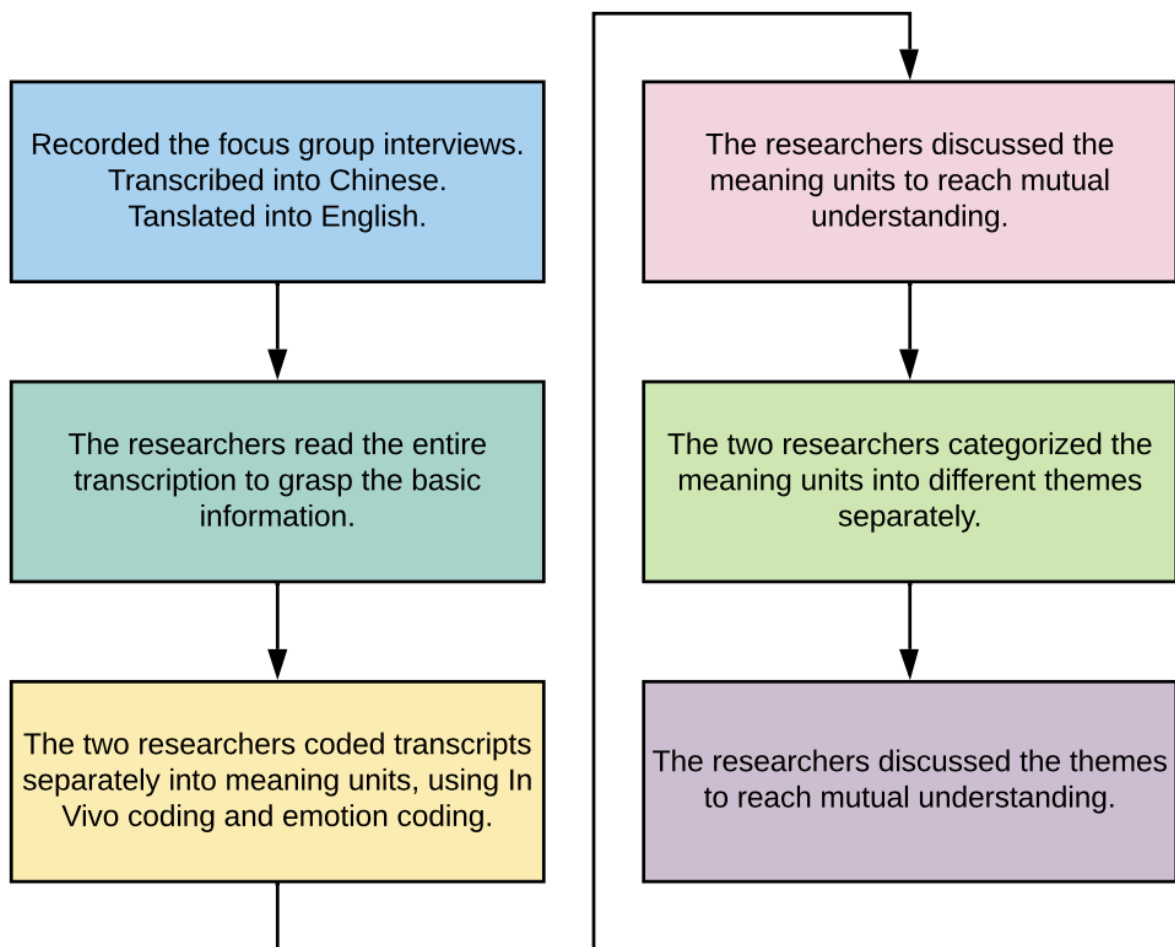 Recorded the focus group interviews.
Transcribed into Chinese.
Tanslated into English.
The researchers read the entire
transcription to grasp the basic
information.
The two researchers coded transcripts
separately into meaning units, using In
Vivo coding and emotion coding.
The researchers discussed the
meaning units to reach mutual
understanding.
The two researchers categorized the
meaning units into different themes
separately.
The researchers discussed the themes
to reach mutual understanding.